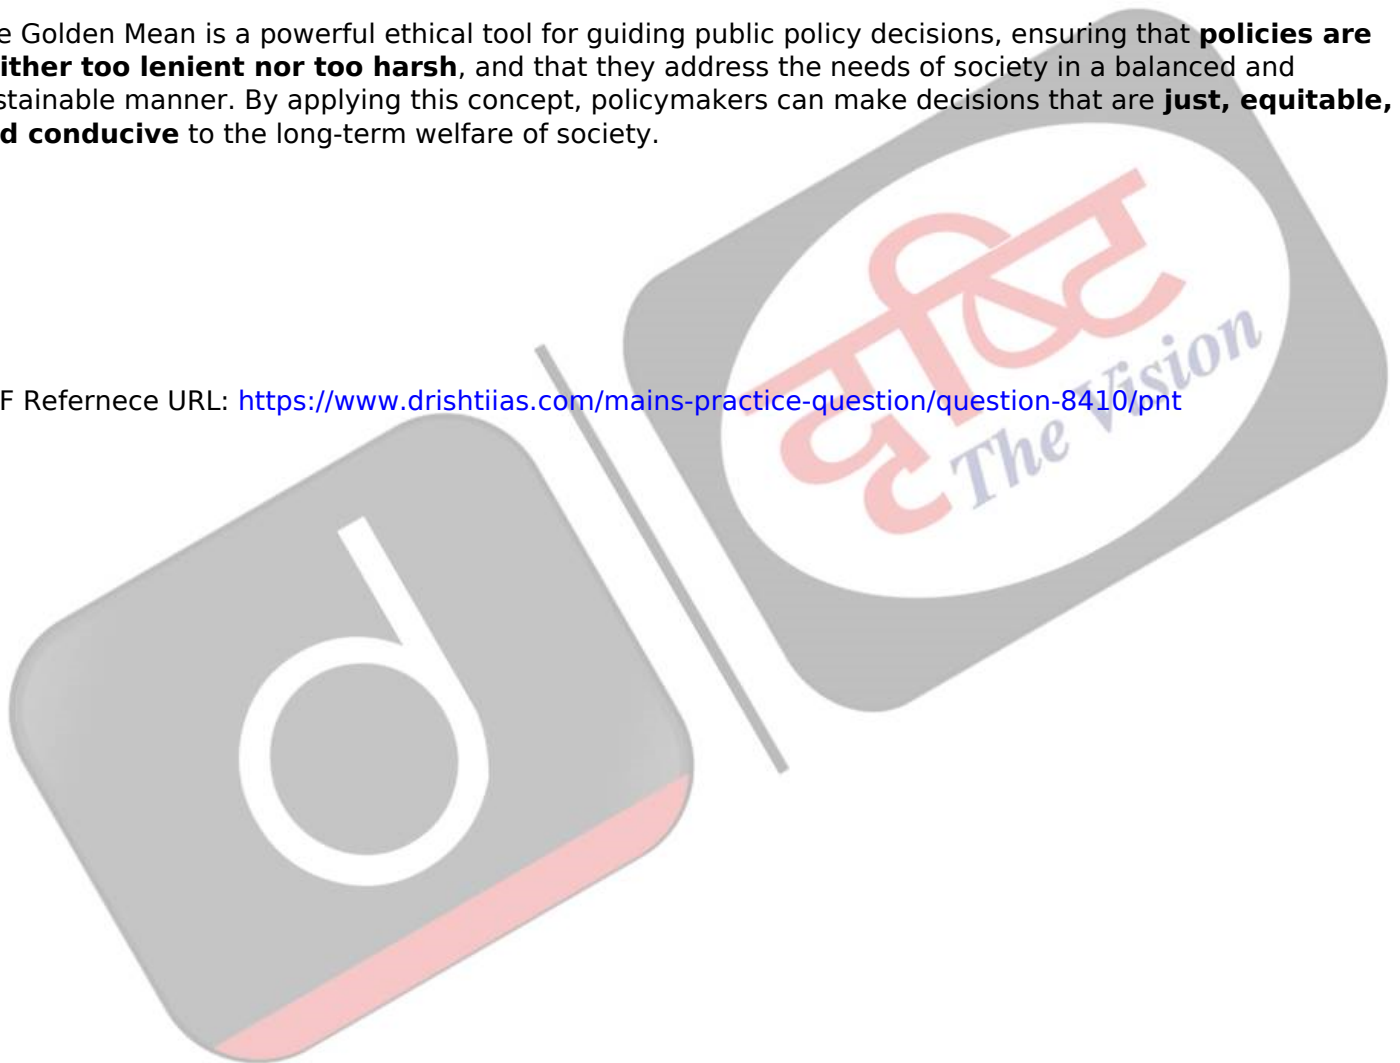 e Golden Mean is a powerful ethical tool for guiding public policy decisions, ensuring that policies are
ither too lenient nor too harsh, and that they address the needs of society in a balanced and
stainable manner. By applying this concept, policymakers can make decisions that are just, equitable,
d conducive to the long-term welfare of society.
दृष्टि
The Vision
F Refernece URL: https://www.drishtiias.com/mains-practice-question/question-8410/pnt
d